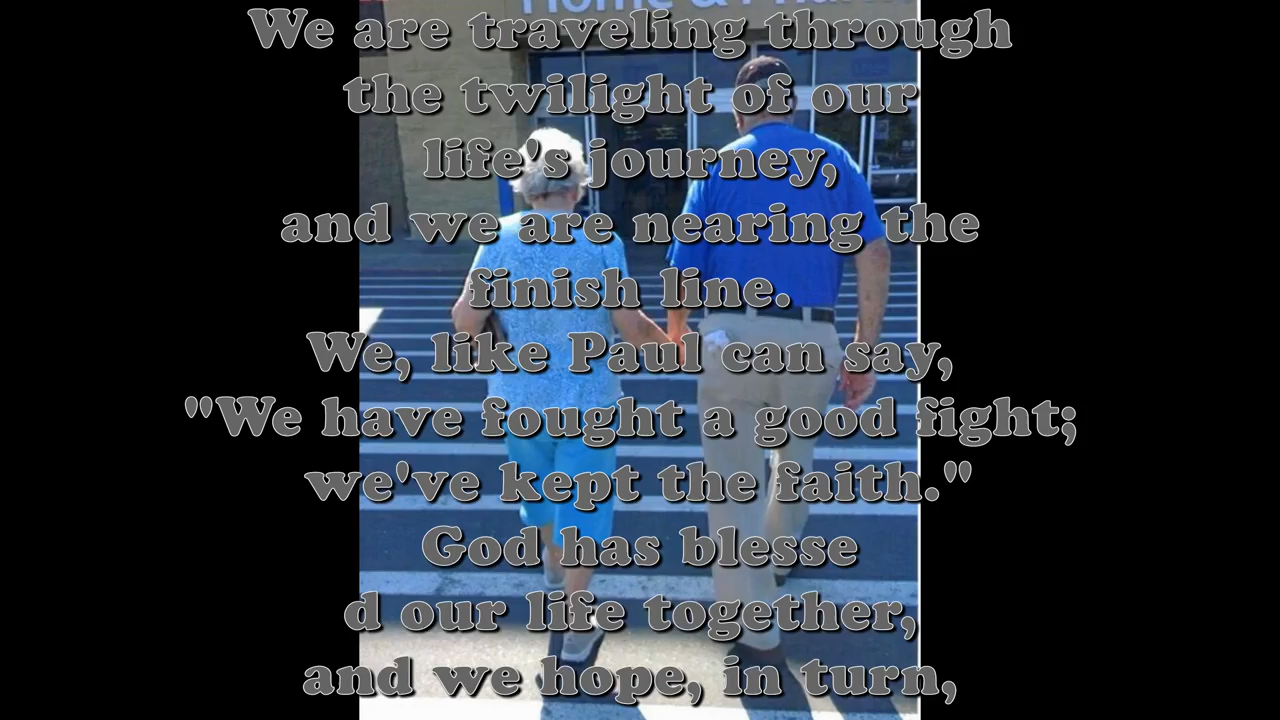 Home & Pha
We are traveling through
the twilight of our
life's journey,
and we are nearing the
finish line.
We, like Paul can say,
"We have fought a good fight;
we've kept the faith."
God has blesse
d our life together,
and we hope, in turn,